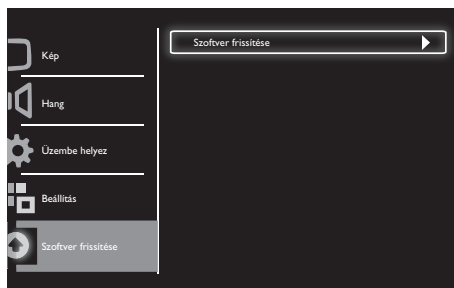 Szoftver frissítése
Kép
Hang
Üzembe helyez
Beállítás
Szoftver frissítése